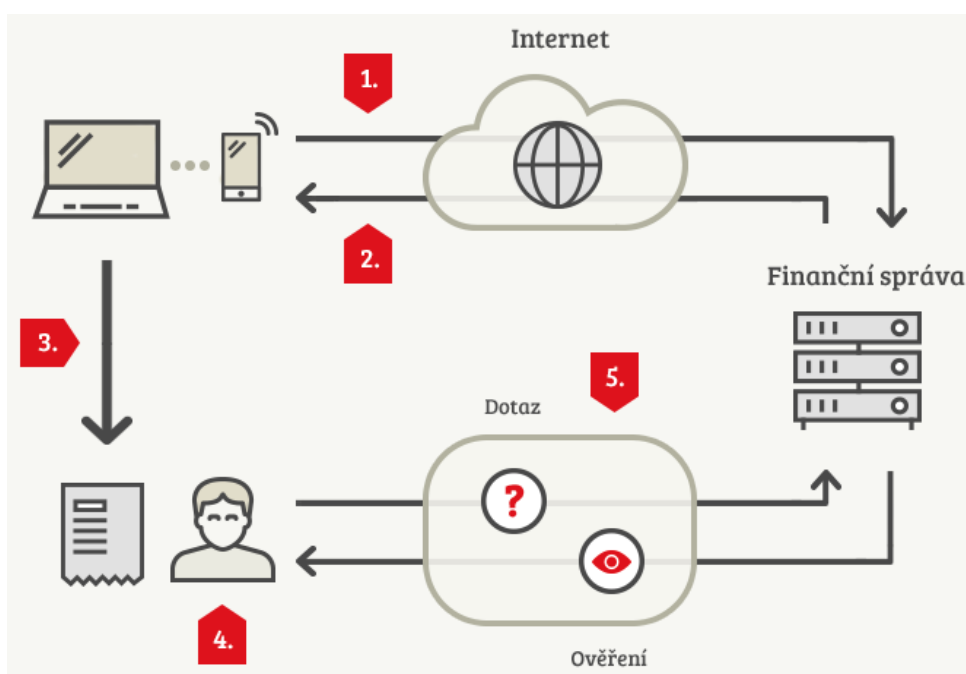 Internet
1.
2.
Finanční správa
3.
5.
Dotaz
?
4.
Ověření